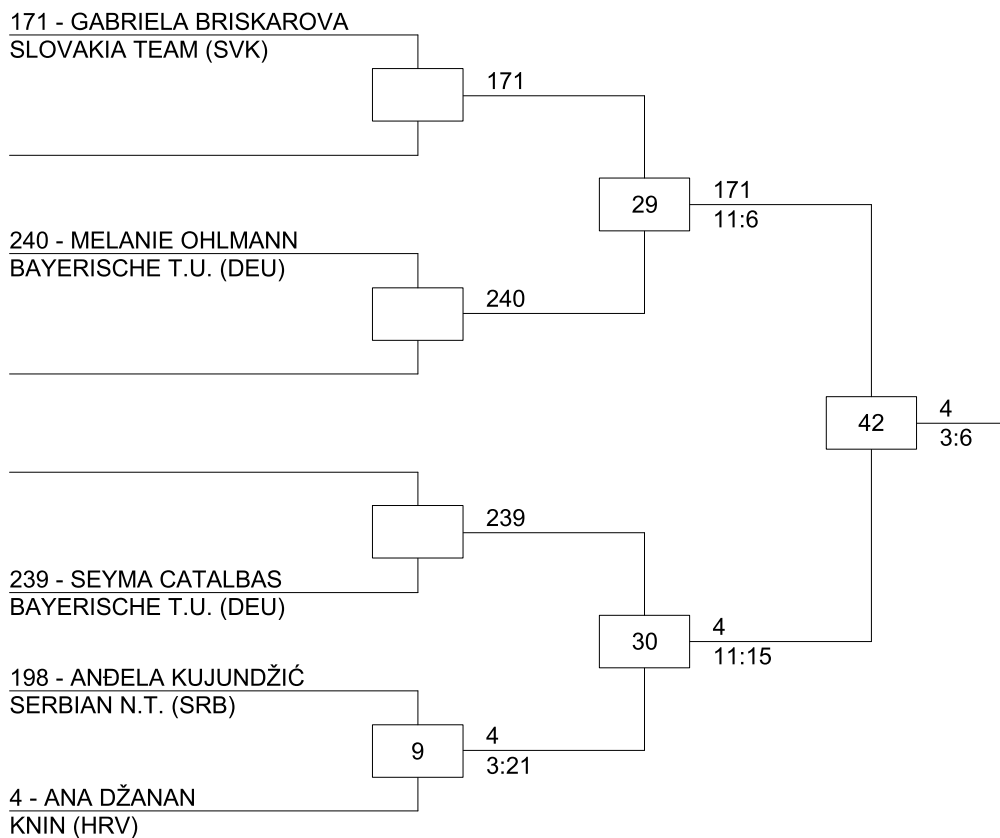 171 - GABRIELA BRISKAROVA
SLOVAKIA TEAM (SVK)
171
29
171
11:6
240 - MELANIE OHLMANN
BAYERISCHE T.U. (DEU)
240
42
4
3:6
239
239 - SEYMA CATALBAS
BAYERISCHE T.U. (DEU)
30
4
11:15
198 - ANĐELA KUJUNDŽIĆ
SERBIAN N.T. (SRB)
9
4
3:21
4 - ANA DŽANAN
KNIN (HRV)